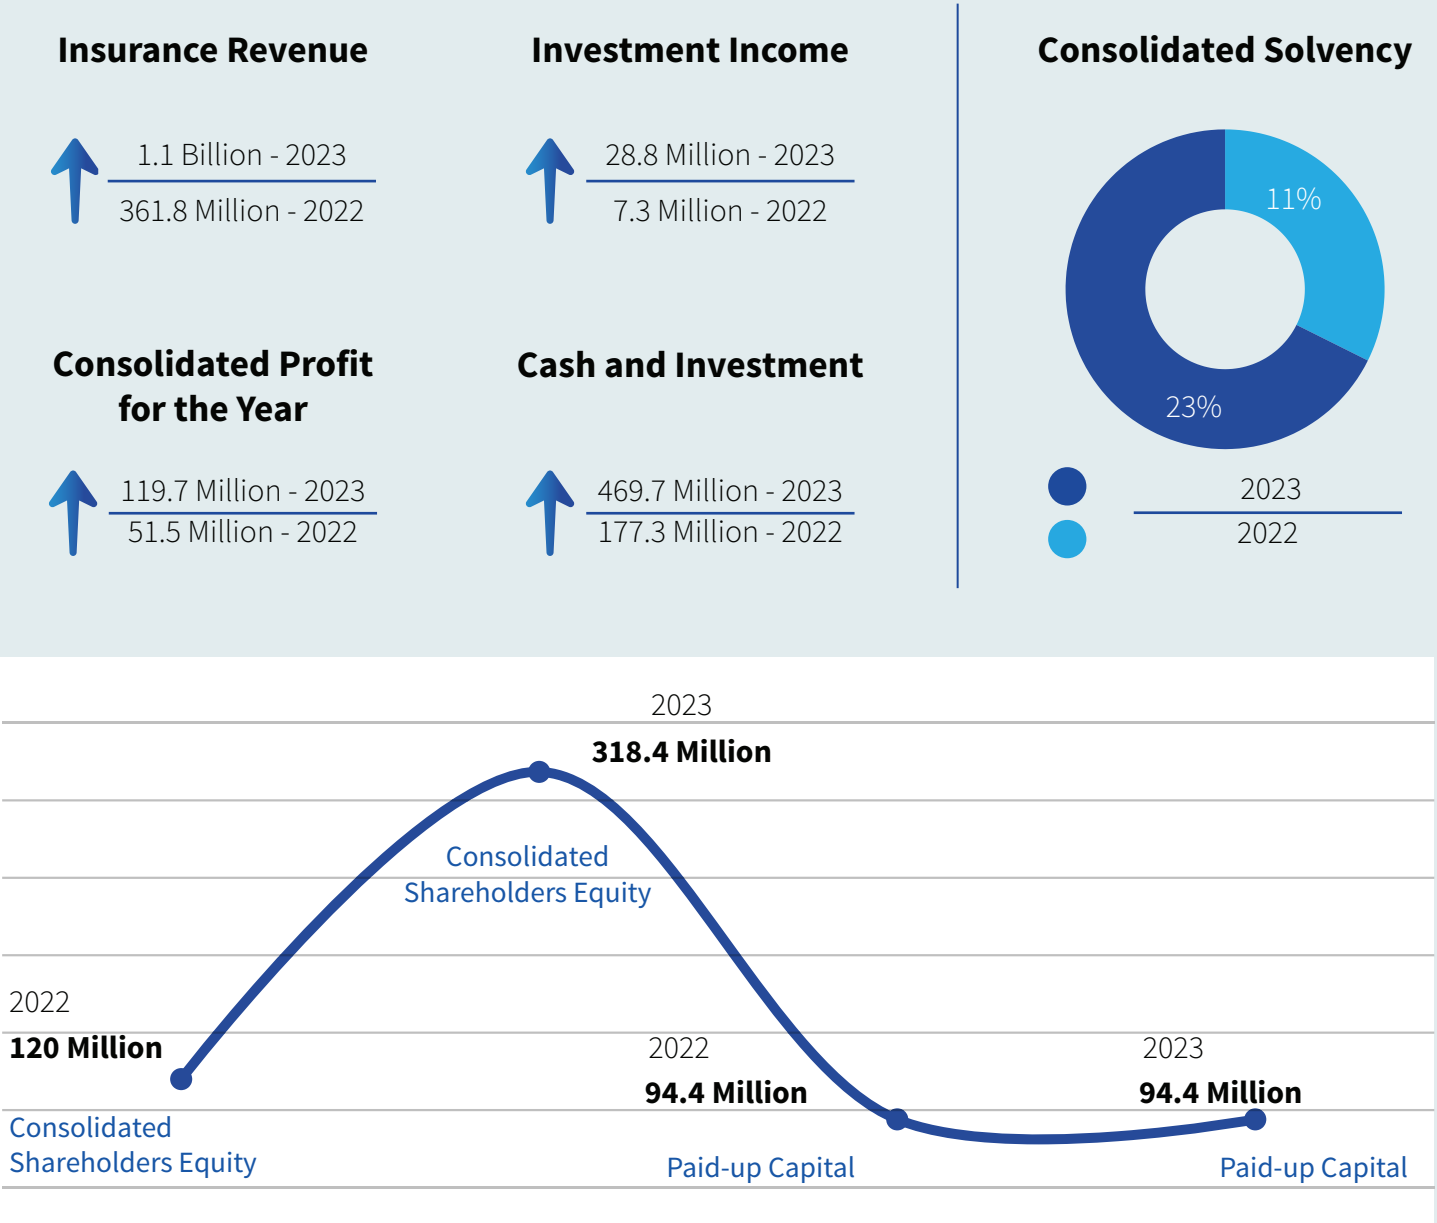 Insurance Revenue
1.1 Billion - 2023
361.8 Million - 2022
Investment Income
28.8 Million - 2023
7.3 Million - 2022
Consolidated Profit
for the Year
119.7 Million - 2023
51.5 Million - 2022
Cash and Investment
469.7 Million - 2023
177.3 Million - 2022
Consolidated Solvency
11%
23%
2023
2022
2023
318.4 Million
Consolidated
Shareholders Equity
2022
120 Million
Consolidated
Shareholders Equity
2022
94.4 Million
Paid-up Capital
2023
94.4 Million
Paid-up Capital